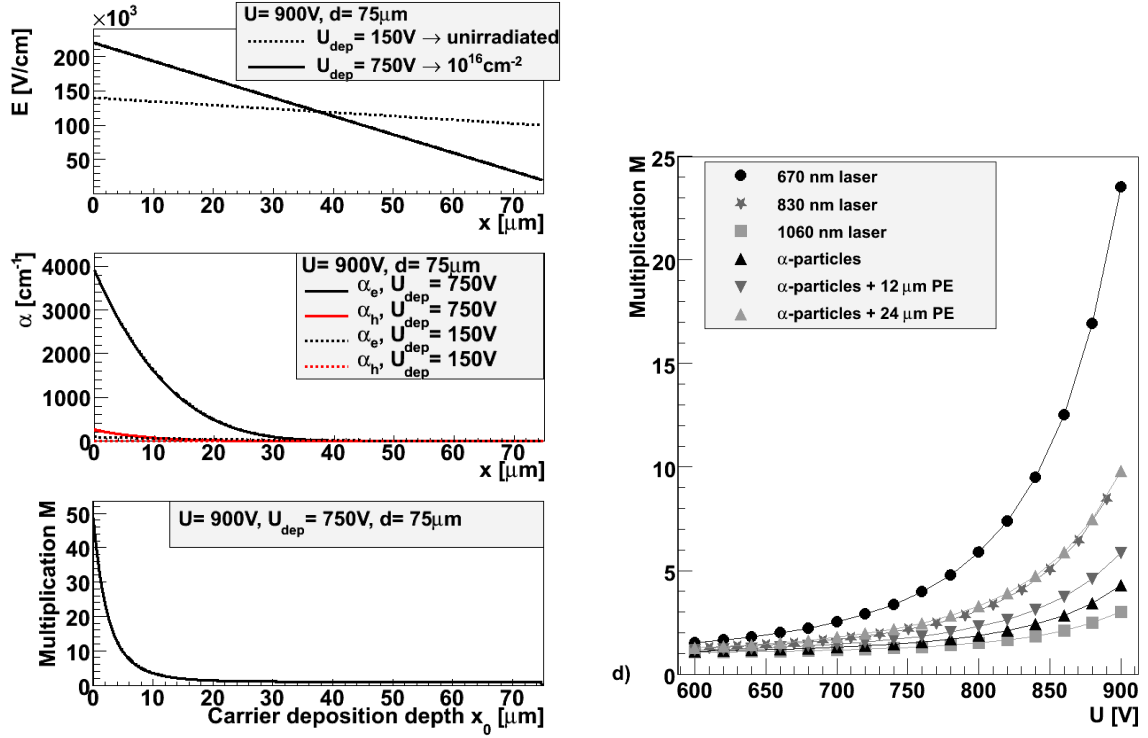 ×10³
U= 900V, d= 75μm
U_dep = 150V → unirradiated
U_dep = 750V → 10¹⁶cm⁻²
E [V/cm]
200
150
100
50
0 10 20 30 40 50 60 70
x [μm]
U= 900V, d= 75μm
α_e, U_dep= 750V
α_h, U_dep= 750V
α_e, U_dep= 150V
α_h, U_dep= 150V
α [cm⁻¹]
4000
3000
2000
1000
0
0 10 20 30 40 50 60 70
x [μm]
U= 900V, U_dep= 750V, d= 75μm
Multiplication M
50
40
30
20
10
0
0 10 20 30 40 50 60 70
Carrier deposition depth x₀ [μm]
Multiplication M
25
20
15
10
5
0
670 nm laser
830 nm laser
1060 nm laser
α-particles
α-particles + 12 μm PE
α-particles + 24 μm PE
d)
600 650 700 750 800 850 900
U [V]